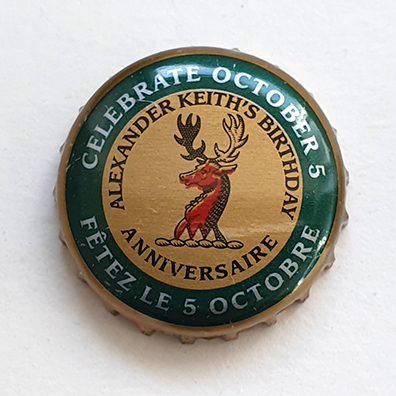 CELEBRATE OCTOBER 5
FÊTEZ LE 5 OCTOBRE
ALEXANDER KEITH'S BIRTHDAY
ANNIVERSAIRE